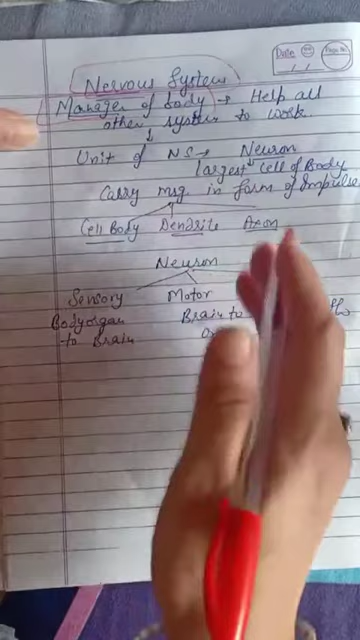 Date
Page No.
Nervous System
Manager of body → Help all
other system to work.
Unit of NS → Neuron
largest cell of Body
Carry msg in form of Impulse
Cell Body Dendrite Axon
Neuron
Sensory Motor
Body organ Brain to
to Brain